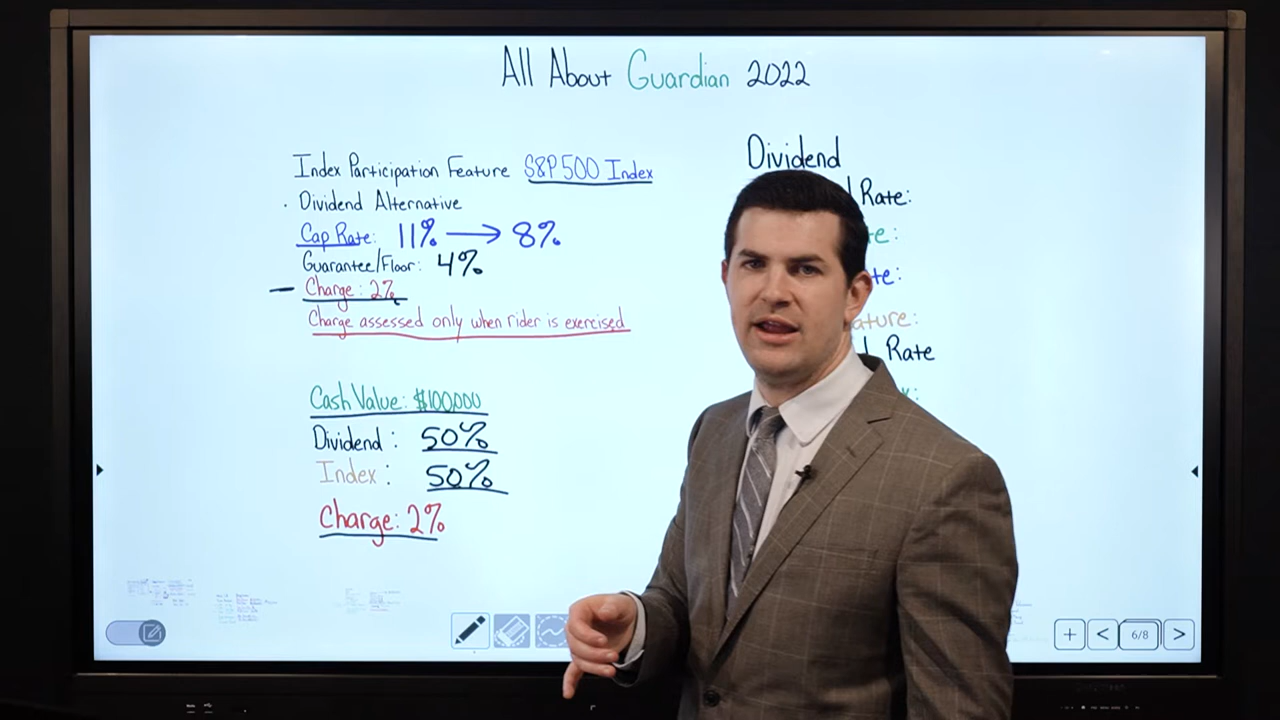 All About Guardian 2022
Index Participation Feature S&P500 Index
· Dividend Alternative
Cap Rate: 11% → 8%
Guarantee/Floor: 4%
– Charge: 2%
Charge assessed only when rider is exercised
Cash Value: $100,000
Dividend: 50%
Index: 50%
Charge: 2%
Dividend
Rate:
Rate
6/8